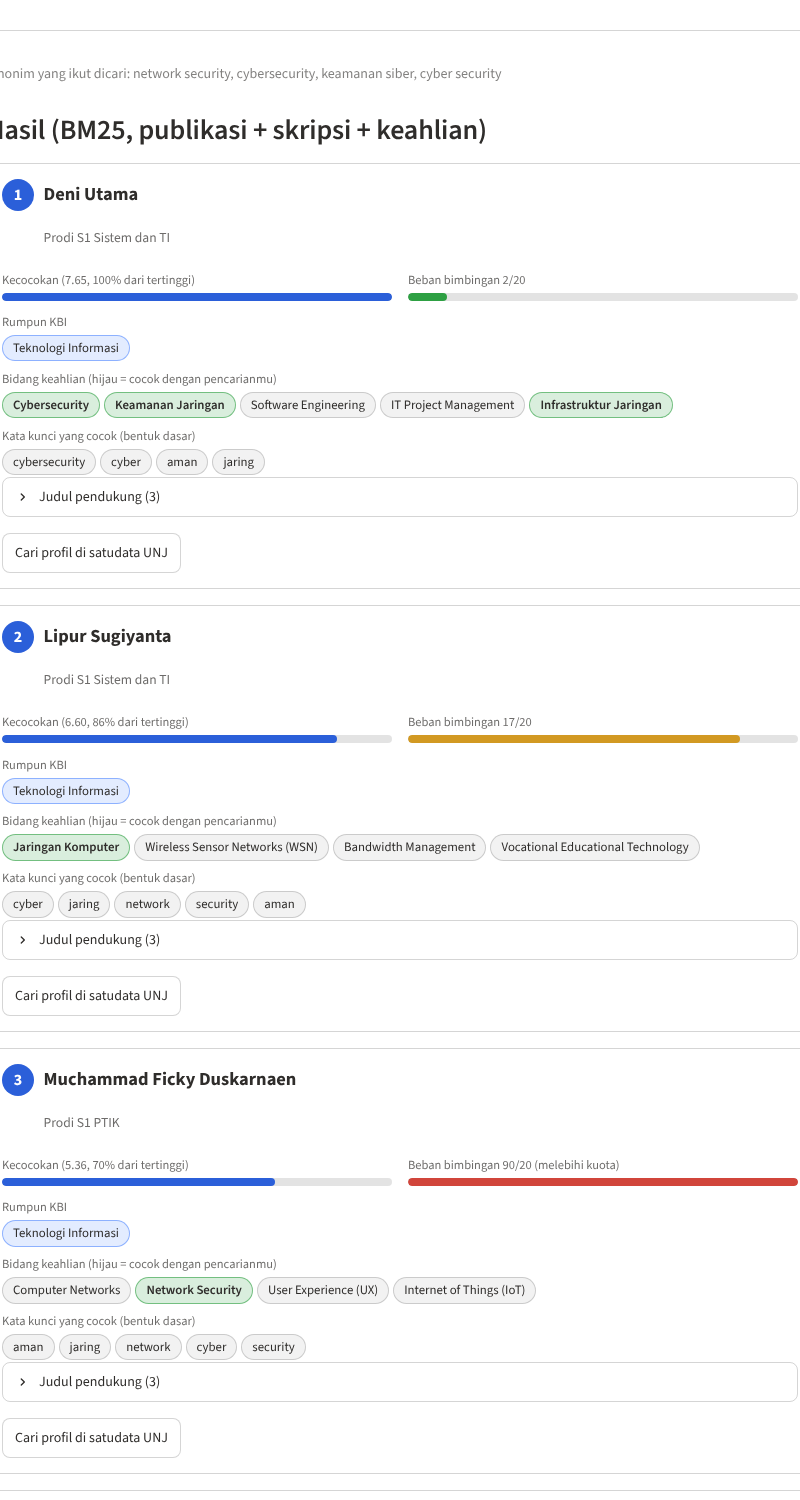 nonim yang ikut dicari: network security, cybersecurity, keamanan siber, cyber security
Hasil (BM25, publikasi + skripsi + keahlian)
1 Deni Utama
Prodi S1 Sistem dan TI
Kecocokan (7.65, 100% dari tertinggi) Beban bimbingan 2/20
Rumpun KBI
Teknologi Informasi
Bidang keahlian (hijau = cocok dengan pencarianmu)
Cybersecurity Keamanan Jaringan Software Engineering IT Project Management Infrastruktur Jaringan
Kata kunci yang cocok (bentuk dasar)
cybersecurity cyber aman jaring
Judul pendukung (3)
Cari profil di satudata UNJ
2 Lipur Sugiyanta
Prodi S1 Sistem dan TI
Kecocokan (6.60, 86% dari tertinggi) Beban bimbingan 17/20
Rumpun KBI
Teknologi Informasi
Bidang keahlian (hijau = cocok dengan pencarianmu)
Jaringan Komputer Wireless Sensor Networks (WSN) Bandwidth Management Vocational Educational Technology
Kata kunci yang cocok (bentuk dasar)
cyber jaring network security aman
Judul pendukung (3)
Cari profil di satudata UNJ
3 Muchammad Ficky Duskarnaen
Prodi S1 PTIK
Kecocokan (5.36, 70% dari tertinggi) Beban bimbingan 90/20 (melebihi kuota)
Rumpun KBI
Teknologi Informasi
Bidang keahlian (hijau = cocok dengan pencarianmu)
Computer Networks Network Security User Experience (UX) Internet of Things (IoT)
Kata kunci yang cocok (bentuk dasar)
aman jaring network cyber security
Judul pendukung (3)
Cari profil di satudata UNJ